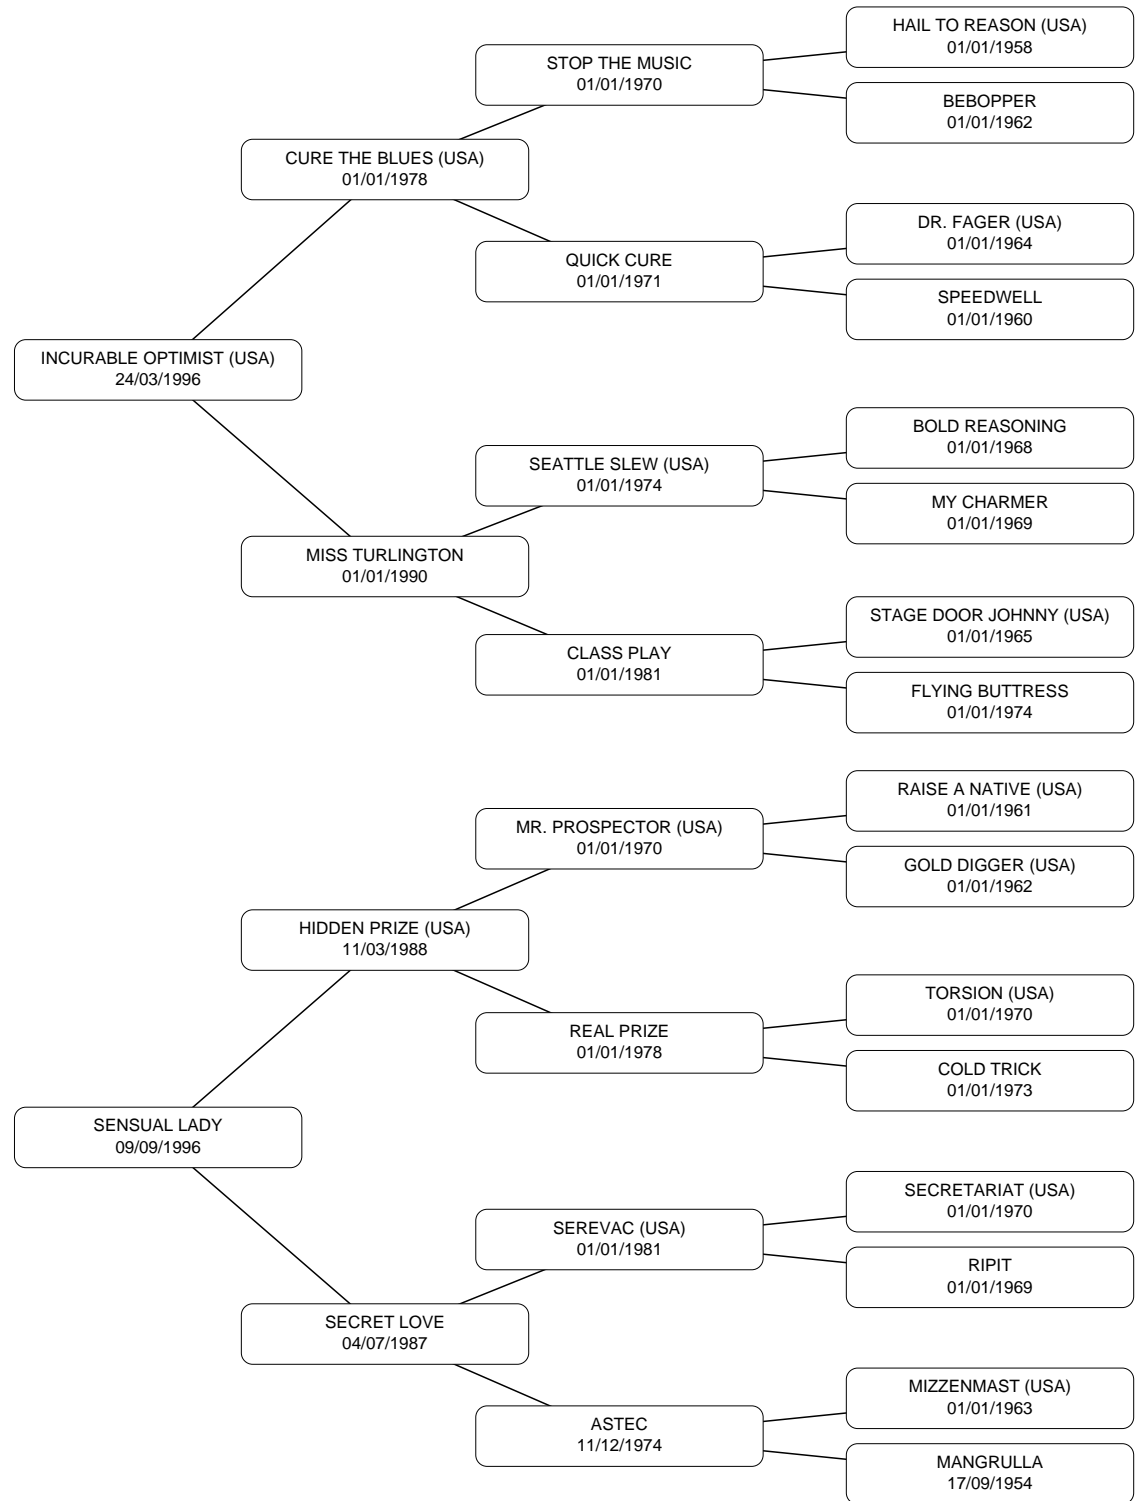 HAIL TO REASON (USA)
01/01/1958
STOP THE MUSIC
01/01/1970
BEBOPPER
01/01/1962
CURE THE BLUES (USA)
01/01/1978
DR. FAGER (USA)
01/01/1964
QUICK CURE
01/01/1971
SPEEDWELL
01/01/1960
INCURABLE OPTIMIST (USA)
24/03/1996
BOLD REASONING
01/01/1968
SEATTLE SLEW (USA)
01/01/1974
MY CHARMER
01/01/1969
MISS TURLINGTON
01/01/1990
STAGE DOOR JOHNNY (USA)
01/01/1965
CLASS PLAY
01/01/1981
FLYING BUTTRESS
01/01/1974
RAISE A NATIVE (USA)
01/01/1961
MR. PROSPECTOR (USA)
01/01/1970
GOLD DIGGER (USA)
01/01/1962
HIDDEN PRIZE (USA)
11/03/1988
TORSION (USA)
01/01/1970
REAL PRIZE
01/01/1978
COLD TRICK
01/01/1973
SENSUAL LADY
09/09/1996
SECRETARIAT (USA)
01/01/1970
SEREVAC (USA)
01/01/1981
RIPIT
01/01/1969
SECRET LOVE
04/07/1987
MIZZENMAST (USA)
01/01/1963
ASTEC
11/12/1974
MANGRULLA
17/09/1954